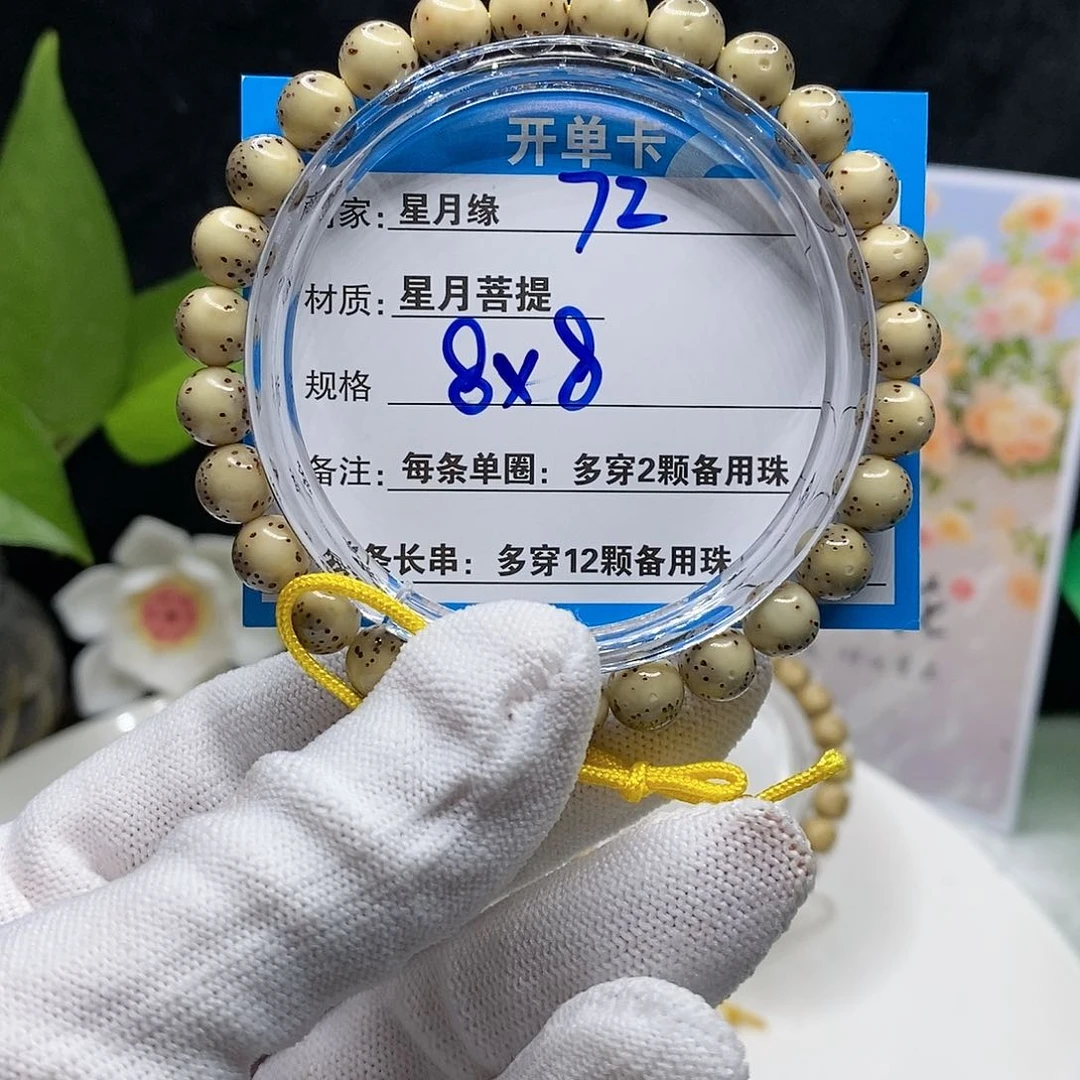 开单卡
家: 星月缘 72
材质: 星月菩提
规格 8x8
备注: 每条单圈: 多穿2颗备用珠
条长串: 多穿12颗备用珠